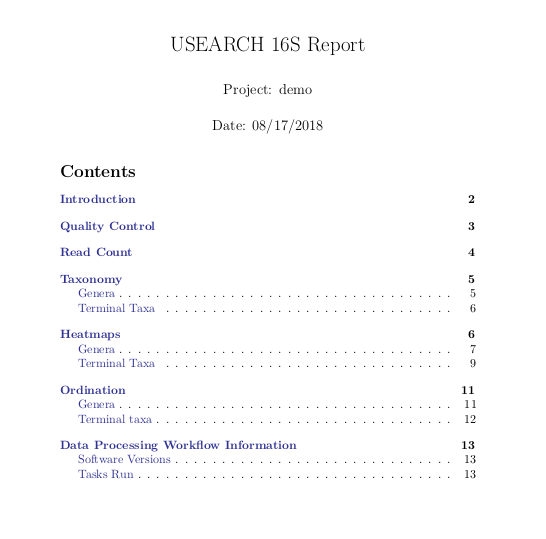 USEARCH 16S Report
Project: demo
Date: 08/17/2018
Contents
Introduction 2
Quality Control 3
Read Count 4
Taxonomy 5
Genera . . . . . . . . . . . . . . . . . . . . . . . . . . . . . . . . . . . . . 5
Terminal Taxa . . . . . . . . . . . . . . . . . . . . . . . . . . . . . . . . 6
Heatmaps 6
Genera . . . . . . . . . . . . . . . . . . . . . . . . . . . . . . . . . . . . . 7
Terminal Taxa . . . . . . . . . . . . . . . . . . . . . . . . . . . . . . . . 9
Ordination 11
Genera . . . . . . . . . . . . . . . . . . . . . . . . . . . . . . . . . . . . . 11
Terminal taxa . . . . . . . . . . . . . . . . . . . . . . . . . . . . . . . . . 12
Data Processing Workflow Information 13
Software Versions . . . . . . . . . . . . . . . . . . . . . . . . . . . . . . . 13
Tasks Run . . . . . . . . . . . . . . . . . . . . . . . . . . . . . . . . . . . 13